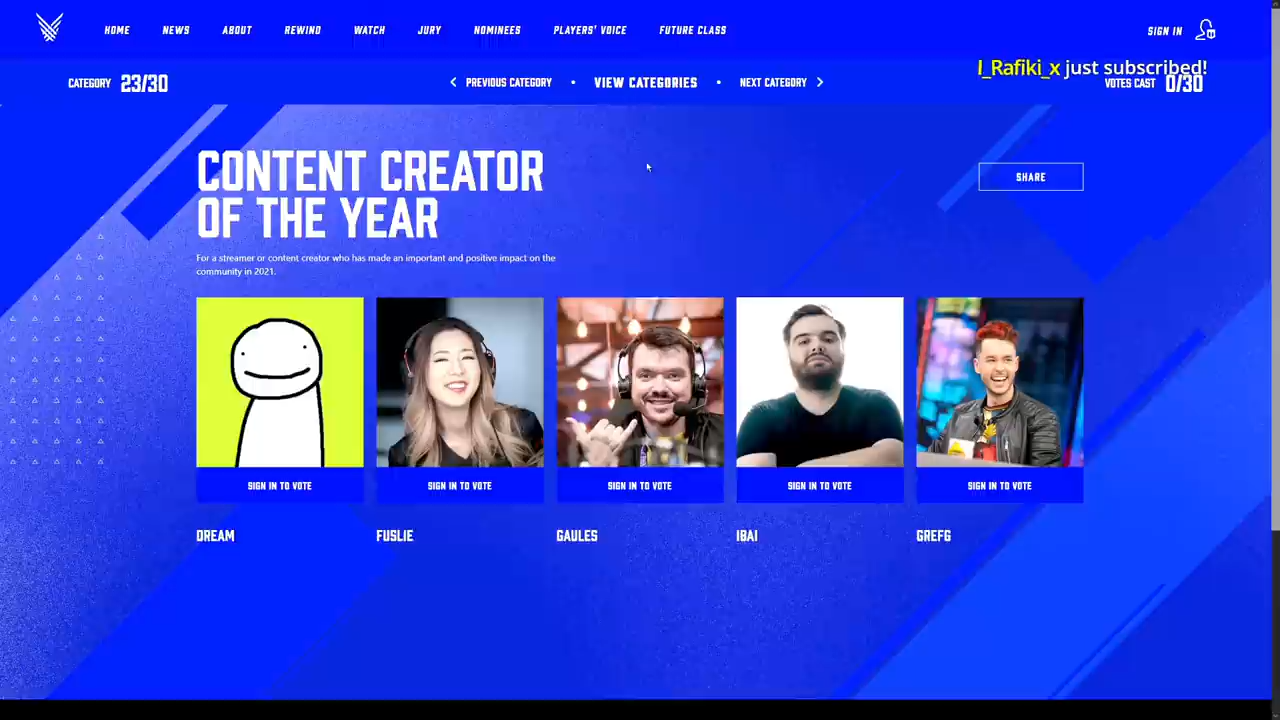 HOME NEWS ABOUT REWIND WATCH JURY NOMINEES PLAYERS' VOICE FUTURE CLASS SIGN IN
I_Rafiki_x just subscribed!
CATEGORY 23/30 PREVIOUS CATEGORY • VIEW CATEGORIES • NEXT CATEGORY VOTES CAST 0/30
CONTENT CREATOR
OF THE YEAR
SHARE
For a streamer or content creator who has made an important and positive impact on the
community in 2021.
SIGN IN TO VOTE SIGN IN TO VOTE SIGN IN TO VOTE SIGN IN TO VOTE SIGN IN TO VOTE
DREAM FUSLIE GAULES IBAI GREFG